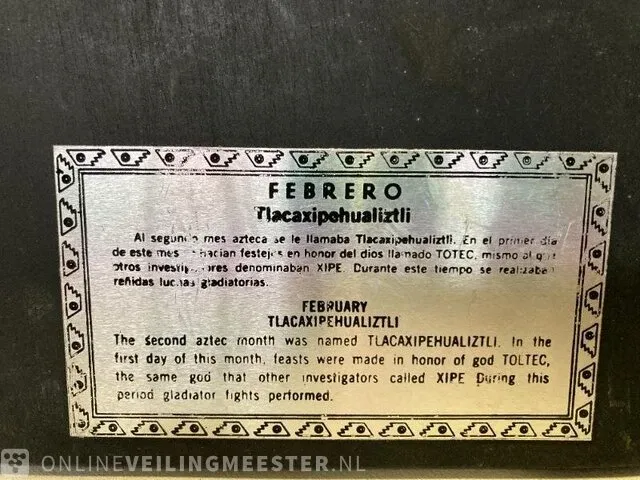 FEBRERO
Tlacaxipehualiztli
Al segundo mes azteca se le llamaba Tlacaxipehualiztli. En el primer día
de este mes hacian festejos en honor del dios llamado TOTEC, mismo al que
otros investigadores denominaban XIPE. Durante este tiempo se realizaban
reñidas luchas gladiatorias.
FEBRUARY
TLACAXIPEHUALIZTLI
The second aztec month was named TLACAXIPEHUALIZTLI. In the
first day of this month, feasts were made in honor of god TOLTEC,
the same god that other investigators called XIPE During this
period gladiator fights performed.
ONLINEVEILINGMEESTER.NL